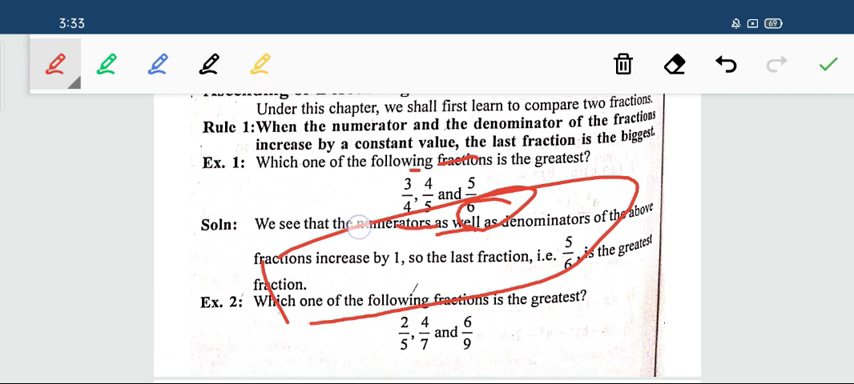 3:33
69
Under this chapter, we shall first learn to compare two fractions.
Rule 1: When the numerator and the denominator of the fractions
increase by a constant value, the last fraction is the biggest.
Ex. 1: Which one of the following fractions is the greatest?
3/4, 4/5 and 5/6
Soln: We see that the numerators as well as denominators of the above
fractions increase by 1, so the last fraction, i.e. 5/6, is the greatest
fraction.
Ex. 2: Which one of the following fractions is the greatest?
2/5, 4/7 and 6/9